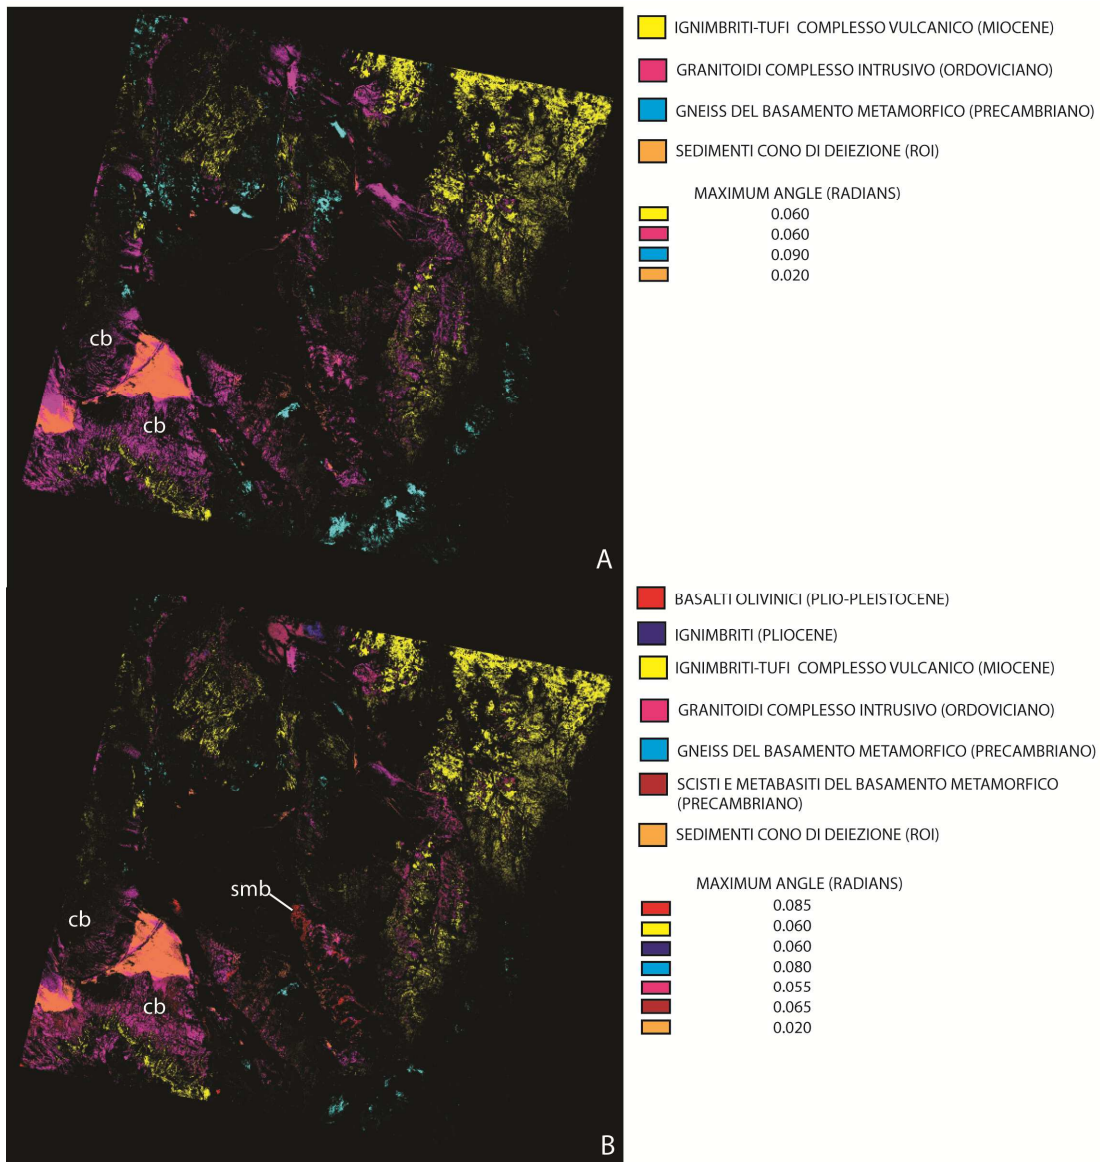 IGNIMBRITI-TUFI COMPLESSO VULCANICO (MIOCENE)
GRANITOIDI COMPLESSO INTRUSIVO (ORDOVICIANO)
GNEISS DEL BASAMENTO METAMORFICO (PRECAMBRIANO)
SEDIMENTI CONO DI DEIEZIONE (ROI)
MAXIMUM ANGLE (RADIANS)
0.060
0.060
0.090
0.020
cb
cb
A
BASALTI OLIVINICI (PLIO-PLEISTOCENE)
IGNIMBRITI (PLIOCENE)
IGNIMBRITI-TUFI COMPLESSO VULCANICO (MIOCENE)
GRANITOIDI COMPLESSO INTRUSIVO (ORDOVICIANO)
GNEISS DEL BASAMENTO METAMORFICO (PRECAMBRIANO)
SCISTI E METABASITI DEL BASAMENTO METAMORFICO
(PRECAMBRIANO)
SEDIMENTI CONO DI DEIEZIONE (ROI)
MAXIMUM ANGLE (RADIANS)
0.085
0.060
0.060
0.080
0.055
0.065
0.020
smb
cb
cb
B